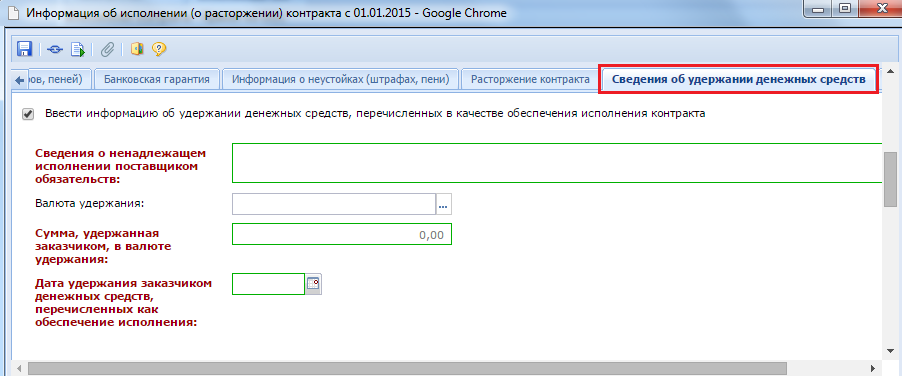 Информация об исполнении (о расторжении) контракта с 01.01.2015 - Google Chrome
ров, пеней) Банковская гарантия Информация о неустойках (штрафах, пени) Расторжение контракта Сведения об удержании денежных средств
Ввести информацию об удержании денежных средств, перечисленных в качестве обеспечения исполнения контракта
Сведения о ненадлежащем
исполнении поставщиком
обязательств:
Валюта удержания: ...
Сумма, удержанная
заказчиком, в валюте
удержания:
0,00
Дата удержания заказчиком
денежных средств,
перечисленных как
обеспечение исполнения: